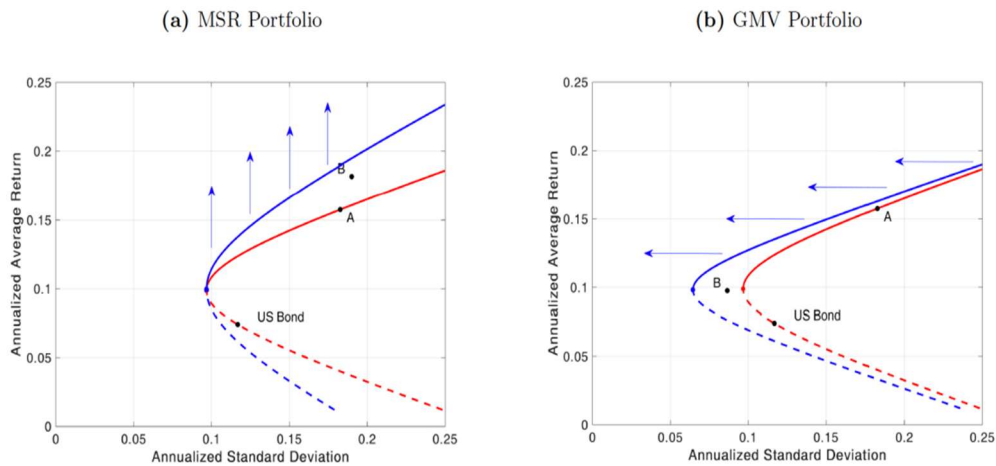 (a) MSR Portfolio
0.25
0.2
0.15
0.1
0.05
0
0
0.05
0.1
0.15
0.2
0.25
Annualized Average Return
Annualized Standard Deviation
B
A
US Bond
(b) GMV Portfolio
0.25
0.2
0.15
0.1
0.05
0
0
0.05
0.1
0.15
0.2
0.25
Annualized Average Return
Annualized Standard Deviation
A
B
US Bond